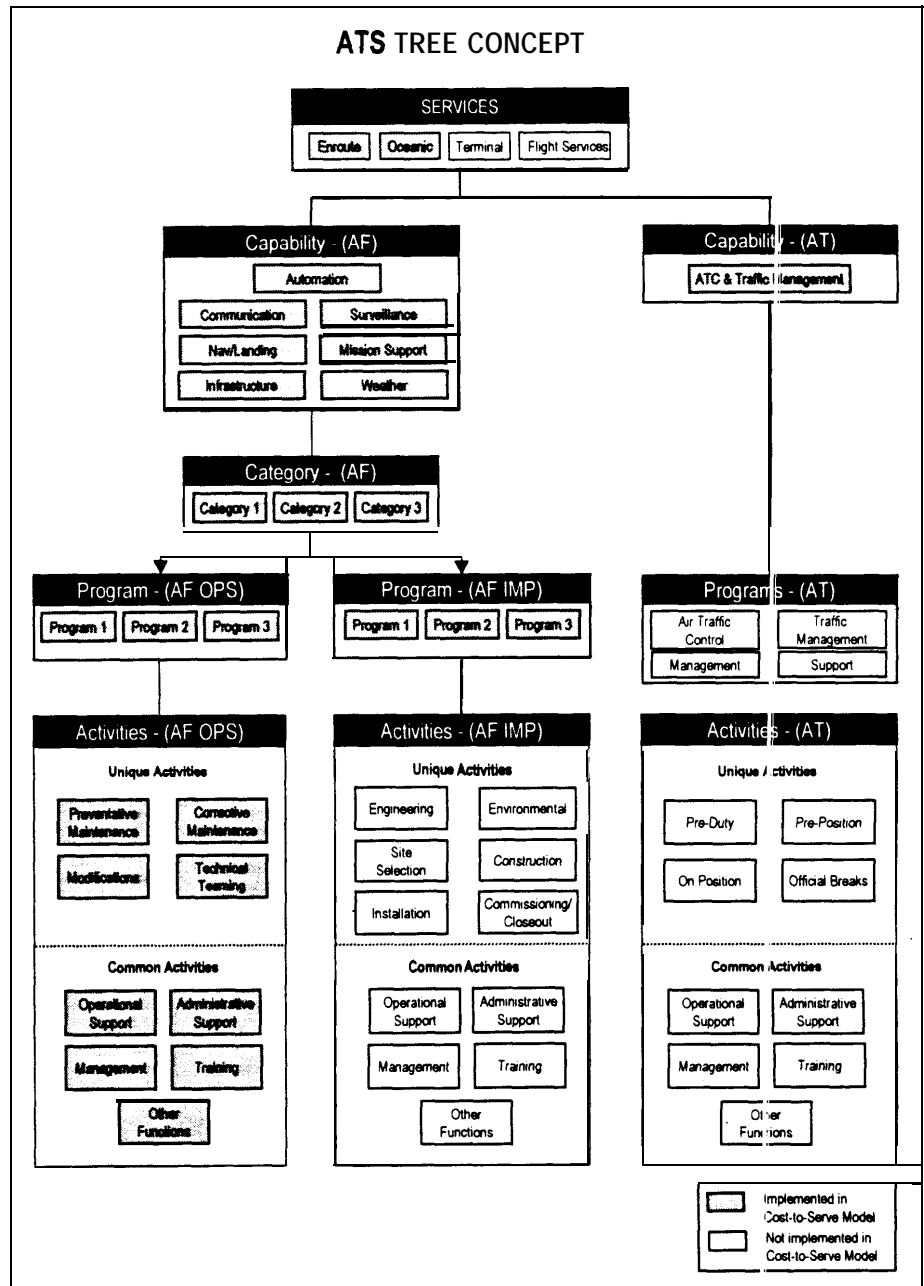 ATS TREE CONCEPT
SERVICES
Enroute Oceanic Terminal Flight Services
Capability - (AF)
Automation
Communication Surveillance
Nav/Landing Mission Support
Infrastructure Weather
Capability - (AT)
ATC & Traffic Management
Category - (AF)
Category 1 Category 2 Category 3
Program - (AF OPS)
Program 1 Program 2 Program 3
Program - (AF IMP)
Program 1 Program 2 Program 3
Programs - (AT)
Air Traffic
Control
Traffic
Management
Management Support
Activities - (AF OPS)
Unique Activities
Preventative
Maintenance
Corrective
Maintenance
Modifications
Technical
Teaming
Common Activities
Operational
Support
Administrative
Support
Management Training
Other
Functions
Activities - (AF IMP)
Unique Activities
Engineering Environmental
Site
Selection
Construction
Installation
Commissioning/
Closeout
Common Activities
Operational
Support
Administrative
Support
Management Training
Other
Functions
Activities - (AT)
Unique Activities
Pre-Duty Pre-Position
On Position Official Breaks
Common Activities
Operational
Support
Administrative
Support
Management Training
Other
Functions
Implemented in
Cost-to-Serve Model
Not implemented in
Cost-to-Serve Model